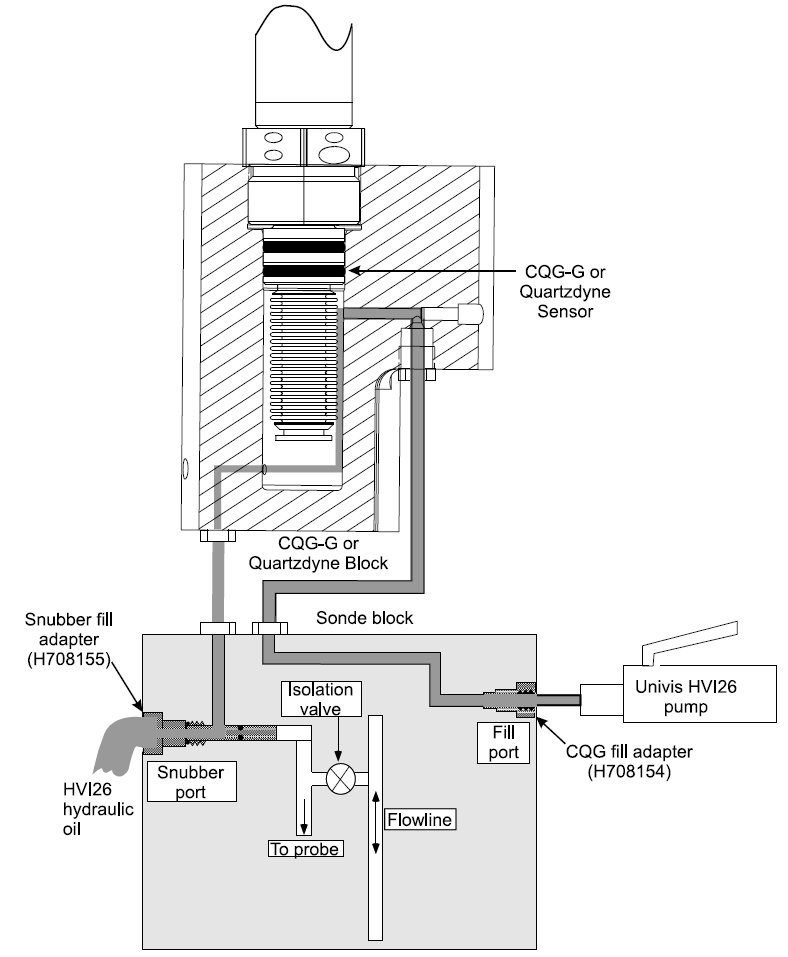 CQG-G or
Quartzdyne
Sensor
CQG-G or
Quartzdyne Block
Snubber fill
adapter
(H708155)
Sonde block
Isolation
valve
Univis HVI26
pump
Fill
port
CQG fill adapter
(H708154)
Snubber
port
HVI26
hydraulic
oil
Flowline
To probe